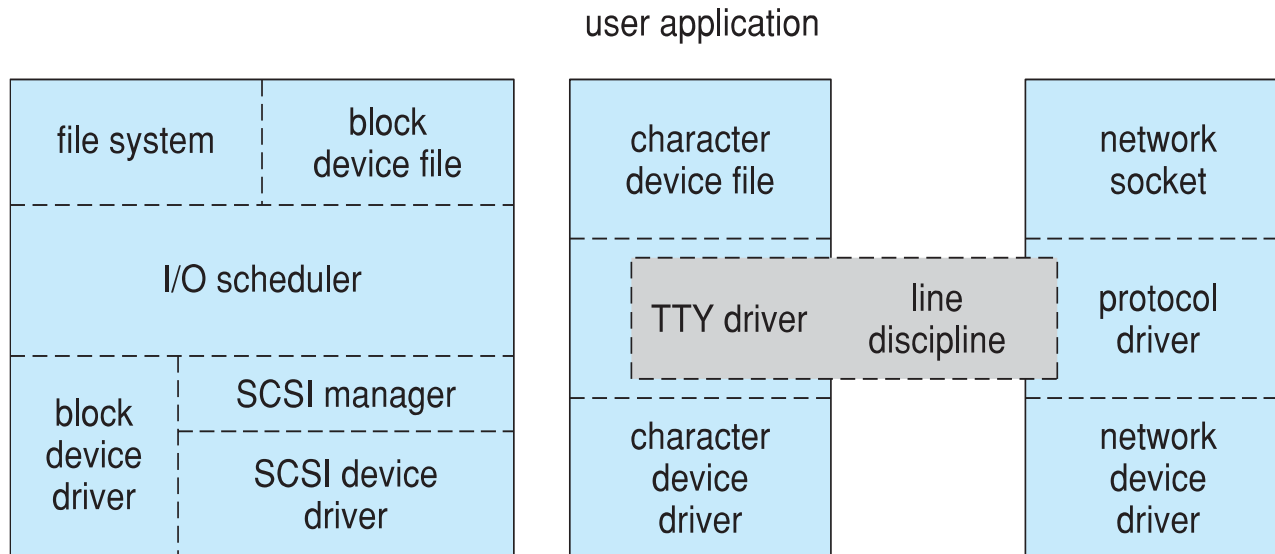 user application
file system
block
device file
I/O scheduler
block
device
driver
SCSI manager
SCSI device
driver
character
device file
TTY driver
line
discipline
character
device
driver
network
socket
protocol
driver
network
device
driver